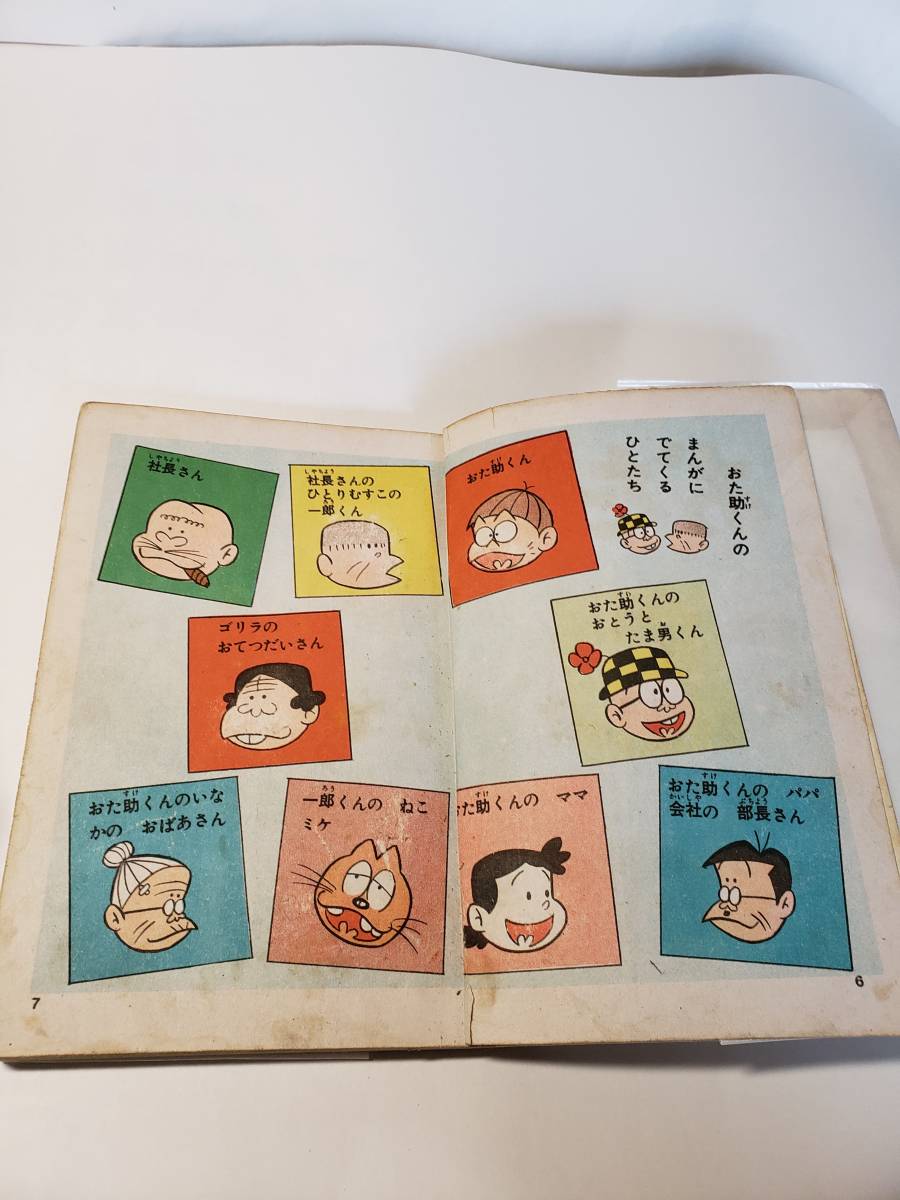 おた助くんの
まんがに
でてくる
ひとたち
おた助くん
おた助くんの
おとうと
たま男くん
おた助くんの パパ
会社の 部長さん
た助くんの ママ
社長さんの
ひとりむすこの
一郎くん
社長さん
ゴリラの
おてつだいさん
一郎くんの ねこ
ミケ
おた助くんのいな
かの おばあさん
6
7